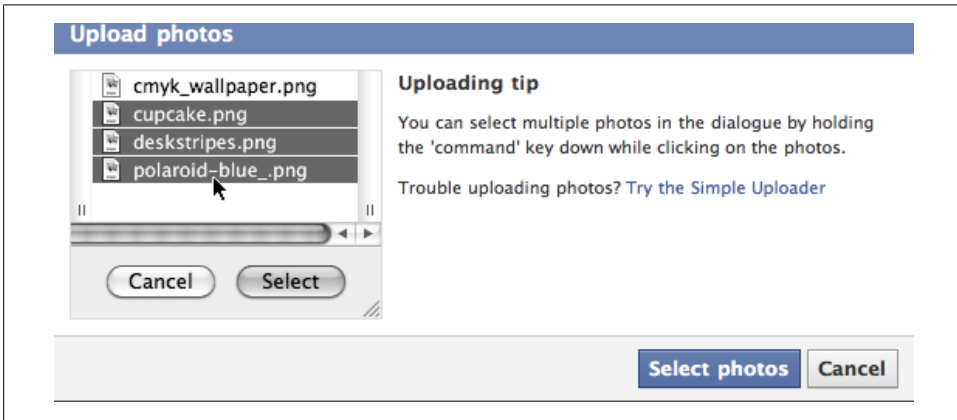 Upload photos
cmyk_wallpaper.png
cupcake.png
deskstripes.png
polaroid-blue_.png
Cancel
Select
Uploading tip
You can select multiple photos in the dialogue by holding
the 'command' key down while clicking on the photos.
Trouble uploading photos? Try the Simple Uploader
Select photos
Cancel